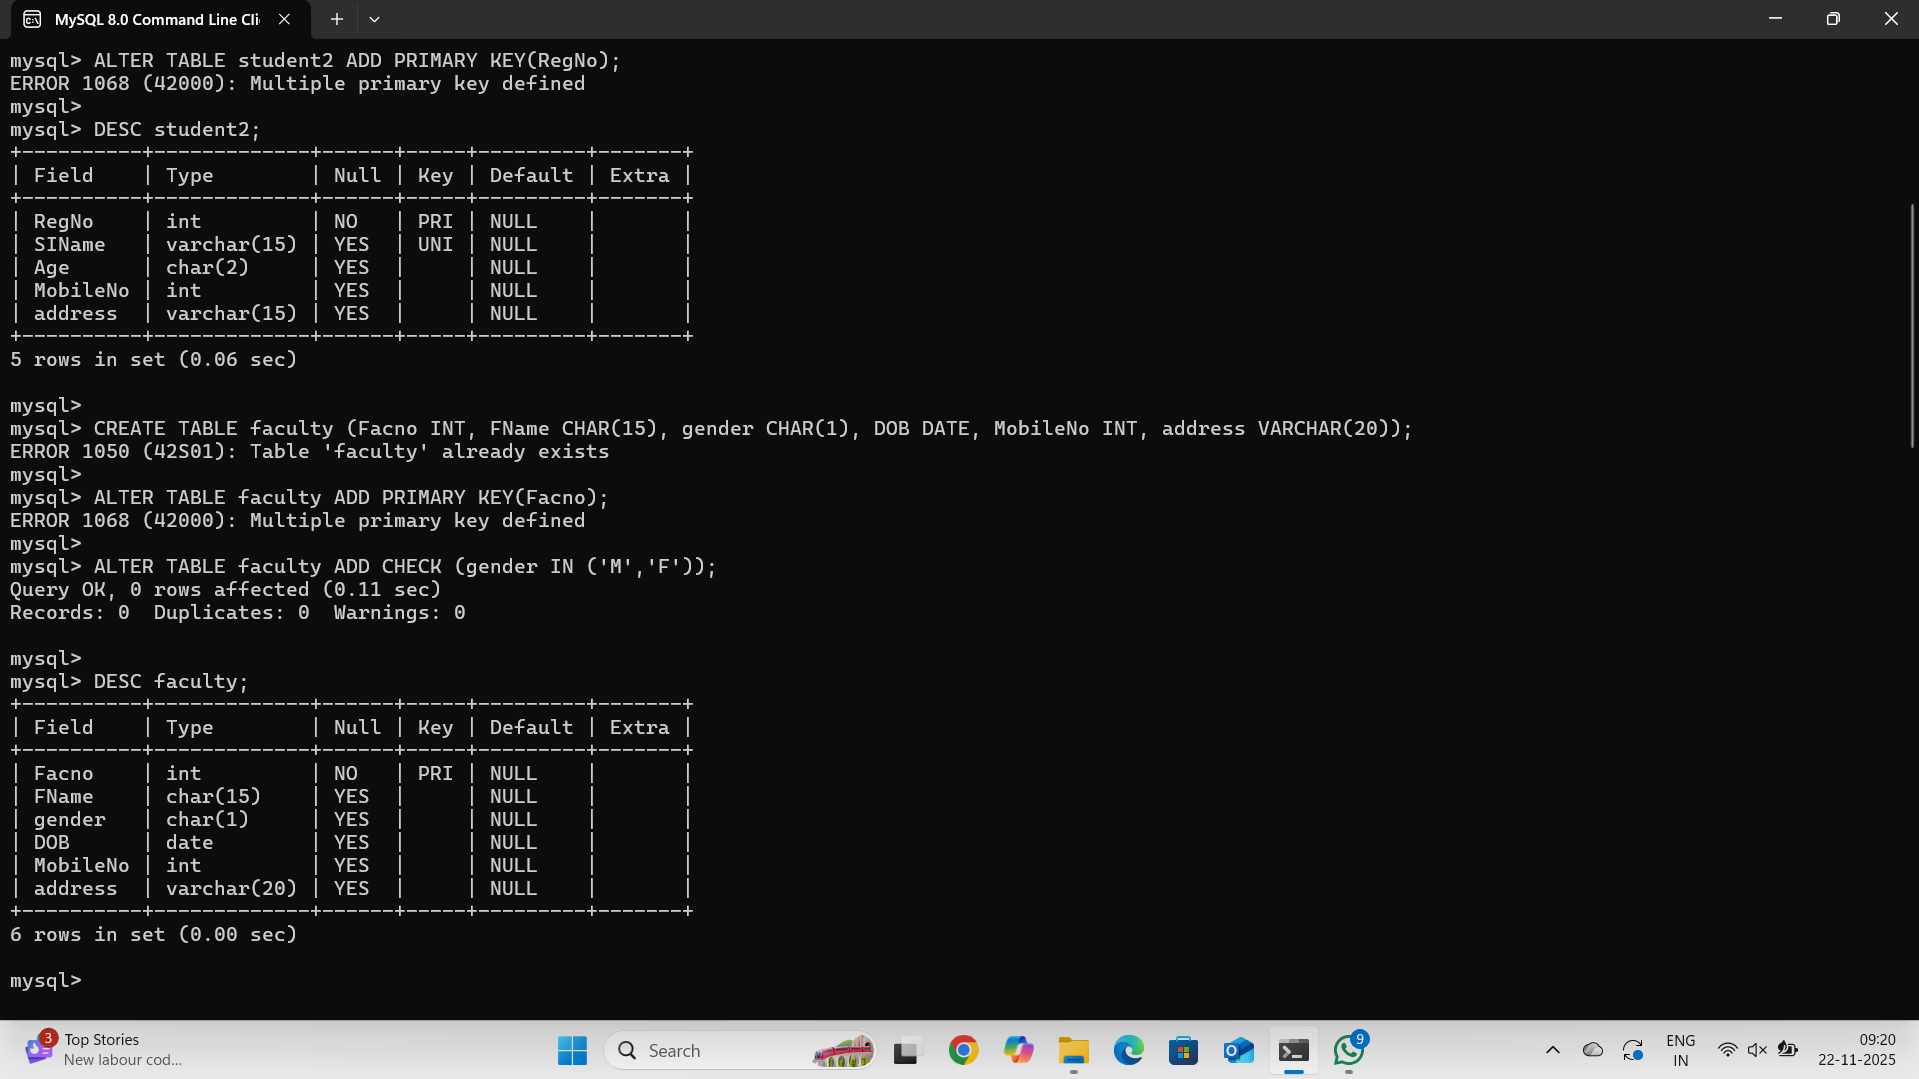 MySQL 8.0 Command Line Cli
mysql> ALTER TABLE student2 ADD PRIMARY KEY(RegNo);
ERROR 1068 (42000): Multiple primary key defined
mysql>
mysql> DESC student2;
+----------+-------------+------+-----+---------+-------+
| Field    | Type        | Null | Key | Default | Extra |
+----------+-------------+------+-----+---------+-------+
| RegNo    | int         | NO   | PRI | NULL    |       |
| SIName   | varchar(15) | YES  | UNI | NULL    |       |
| Age      | char(2)     | YES  |     | NULL    |       |
| MobileNo | int         | YES  |     | NULL    |       |
| address  | varchar(15) | YES  |     | NULL    |       |
+----------+-------------+------+-----+---------+-------+
5 rows in set (0.06 sec)
mysql>
mysql> CREATE TABLE faculty (Facno INT, FName CHAR(15), gender CHAR(1), DOB DATE, MobileNo INT, address VARCHAR(20));
ERROR 1050 (42S01): Table 'faculty' already exists
mysql>
mysql> ALTER TABLE faculty ADD PRIMARY KEY(Facno);
ERROR 1068 (42000): Multiple primary key defined
mysql>
mysql> ALTER TABLE faculty ADD CHECK (gender IN ('M','F'));
Query OK, 0 rows affected (0.11 sec)
Records: 0  Duplicates: 0  Warnings: 0
mysql>
mysql> DESC faculty;
+----------+-------------+------+-----+---------+-------+
| Field    | Type        | Null | Key | Default | Extra |
+----------+-------------+------+-----+---------+-------+
| Facno    | int         | NO   | PRI | NULL    |       |
| FName    | char(15)    | YES  |     | NULL    |       |
| gender   | char(1)     | YES  |     | NULL    |       |
| DOB      | date        | YES  |     | NULL    |       |
| MobileNo | int         | YES  |     | NULL    |       |
| address  | varchar(20) | YES  |     | NULL    |       |
+----------+-------------+------+-----+---------+-------+
6 rows in set (0.00 sec)
mysql>
3
Top Stories
New labour cod...
Search
9
ENG
IN
09:20
22-11-2025